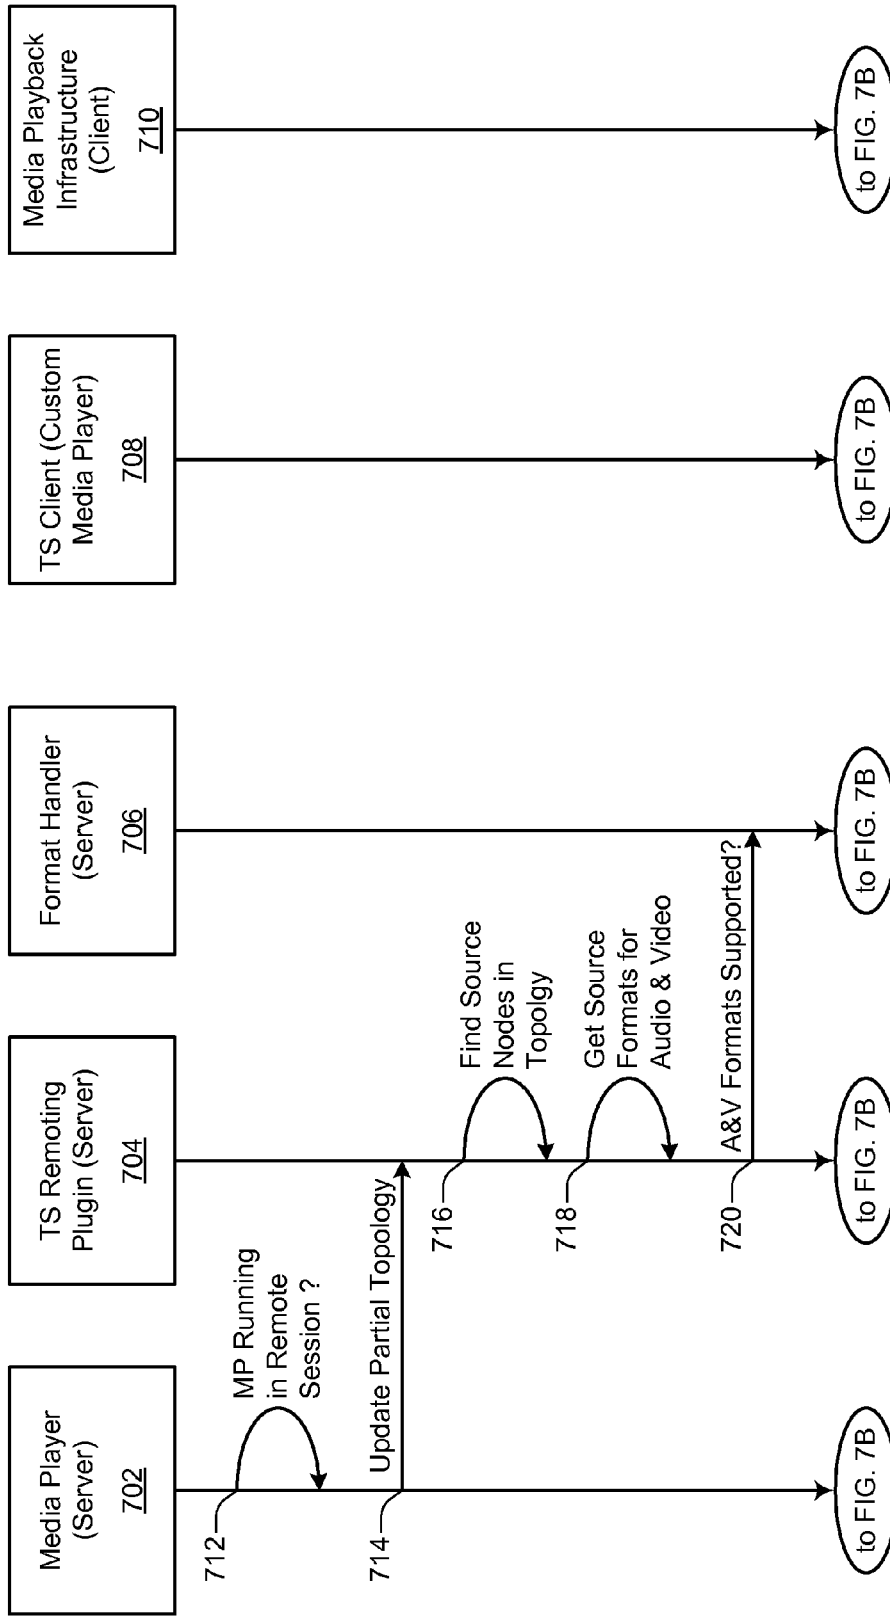 Media Player
(Server)
702
TS Remoting
Plugin (Server)
704
Format Handler
(Server)
706
TS Client (Custom
Media Player)
708
Media Playback
Infrastructure
(Client)
710
712
MP Running
in Remote
Session ?
714
Update Partial Topology
716
Find Source
Nodes in
Topolgy
718
Get Source
Formats for
Audio & Video
720
A&V Formats Supported?
to FIG. 7B
to FIG. 7B
to FIG. 7B
to FIG. 7B
to FIG. 7B